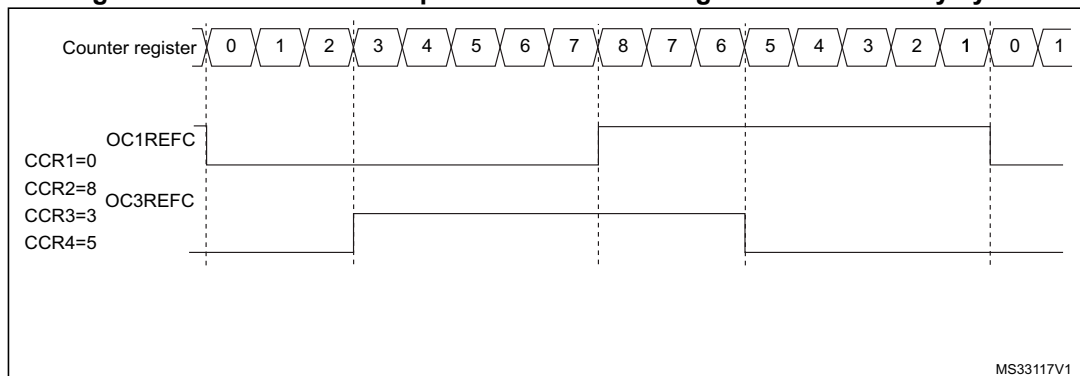 Counter register 0 1 2 3 4 5 6 7 8 7 6 5 4 3 2 1 0 1
OC1REFC
CCR1=0
CCR2=8
OC3REFC
CCR3=3
CCR4=5
MS33117V1